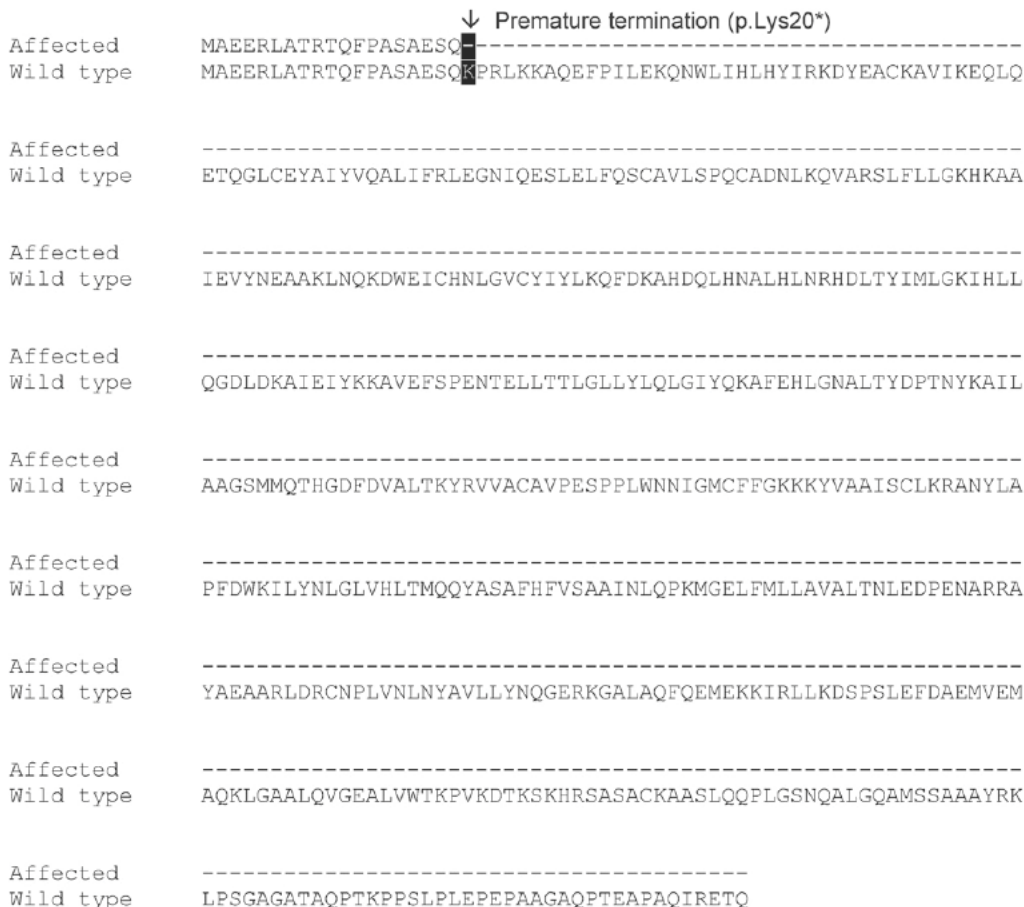 ↓ Premature termination (p.Lys20*)
Affected MAEERLATRTQFPASAESQ-----------------------------------------
Wild type MAEERLATRTQFPASAESQKPRLKKAQEFPILEKQNWLIHLHYIRKDYEACKAVIKEQLQ
Affected ------------------------------------------------------------
Wild type ETQGLCEYAIYVQALIFRLEGNIQESLELFQSCAVLSPQCADNLKQVARSLFLLGKHKAA
Affected ------------------------------------------------------------
Wild type IEVYNEAAKLNQKDWEICHNLGVCYIYLKQFDKAHDQLHNALHLNRHDLTYIMLGKIHLL
Affected ------------------------------------------------------------
Wild type QGDLDKAIEIYKKAVEFSPENTELLTTLGLLYLQLGIYQKAFEHLGNALTYDPTNYKAIL
Affected ------------------------------------------------------------
Wild type AAGSMMQTHGDFDVALTKYRVVACAVPESPPLWNNIGMCFFGKKKYVAAISCLKRANYLA
Affected ------------------------------------------------------------
Wild type PFDWKILYNLGLVHLTMQQYASAFHFVSAAINLQPKMGELFMLLAVALTNLEDPENARRA
Affected ------------------------------------------------------------
Wild type YAEAARLDRCNPLVNLNYAVLLYNQGERKGALAQFQEMEKKIRLLKDSPSLEFDAEMVEM
Affected ------------------------------------------------------------
Wild type AQKLGAALQVGEALVWTKPVKDTKSKHRSASACKAASLQQPLGSNQALGQAMSSAAAYRK
Affected ----------------------------------------
Wild type LPSGAGATAQPTKPPSLPLEPEPAAGAQPTEAPAQIRETQ